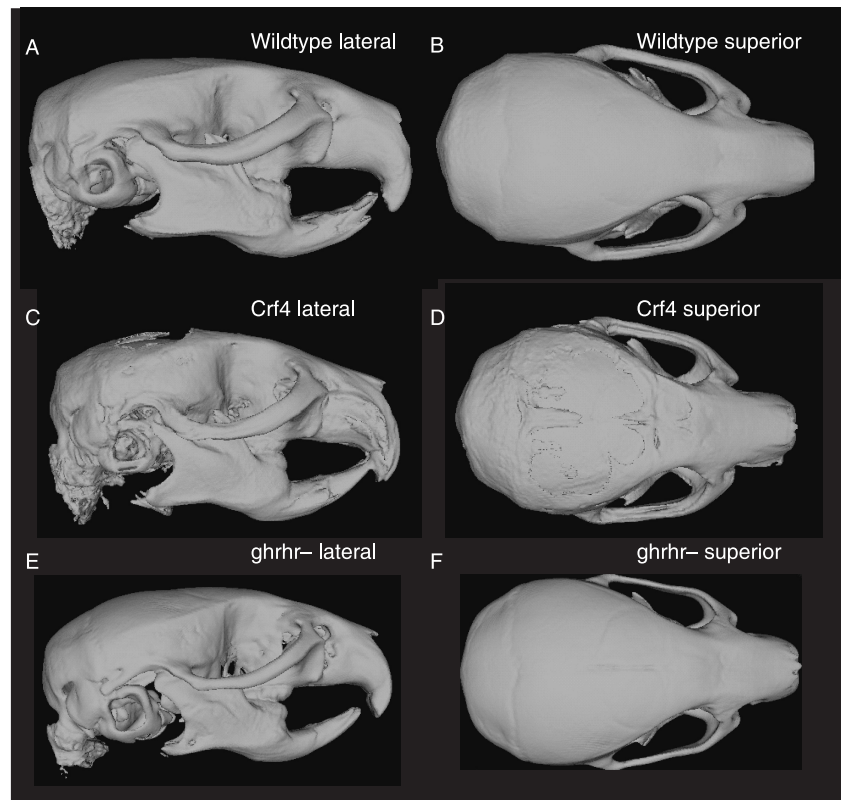 A Wildtype lateral
B Wildtype superior
C Crf4 lateral
D Crf4 superior
E ghrhr– lateral
F ghrhr– superior